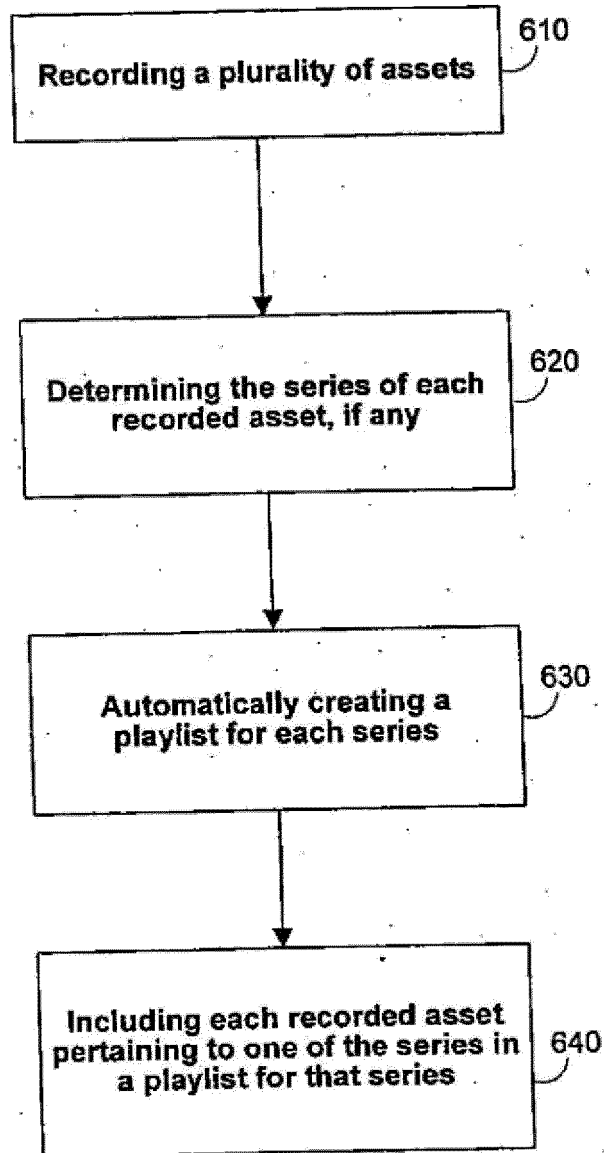 610
Recording a plurality of assets
620
Determining the series of each
recorded asset, if any
630
Automatically creating a
playlist for each series
Including each recorded asset
pertaining to one of the series in
640
a playlist for that series